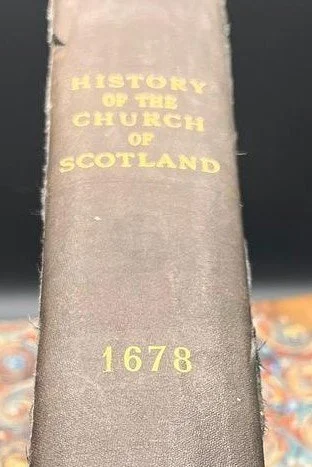 HISTORY
OF THE
CHURCH
OF
SCOTLAND
1678